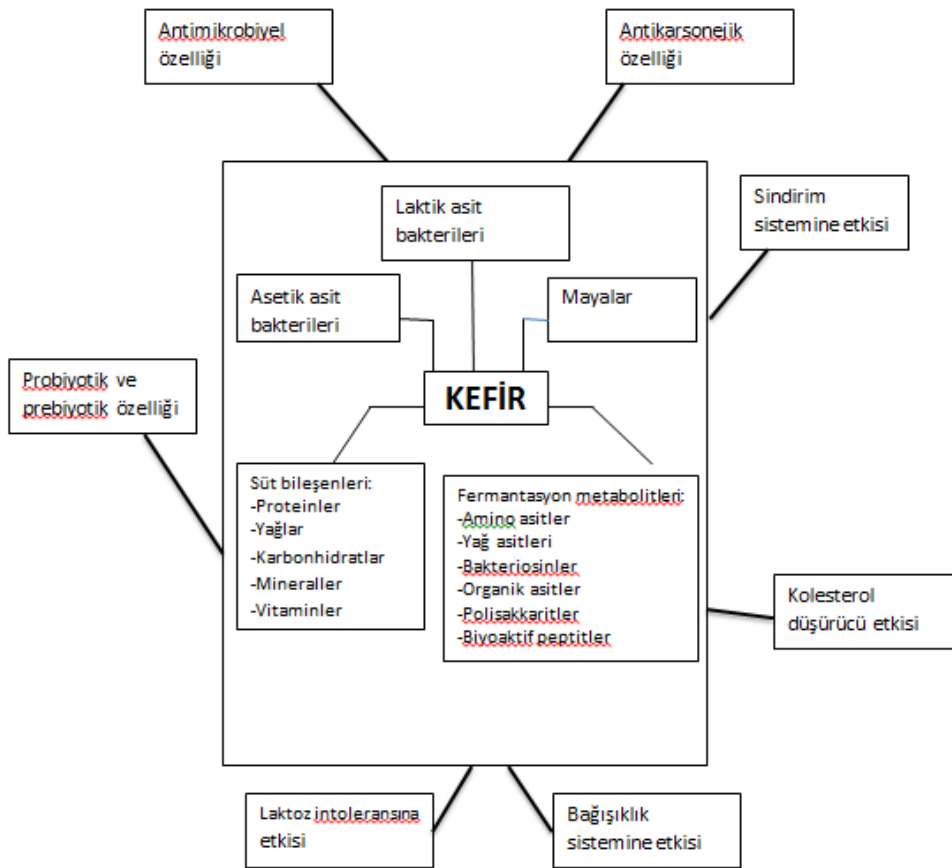 Antimikrobiyel
özelliği
Antikarsonejik
özelliği
Laktik asit
bakterileri
Sindirim
sistemine etkisi
Asetik asit
bakterileri
Mayalar
Probiyotik ve
prebiyotik özelliği
KEFİR
Süt bileşenleri:
-Proteinler
-Yağlar
-Karbonhidratlar
-Mineraller
-Vitaminler
Fermantasyon metabolitleri:
-Amino asitler
-Yağ asitleri
-Bakteriosinler
-Organik asitler
-Polisakkaritler
-Biyoaktif peptitler
Kolesterol
düşürücü etkisi
Laktoz intoleransına
etkisi
Bağışıklık
sistemine etkisi